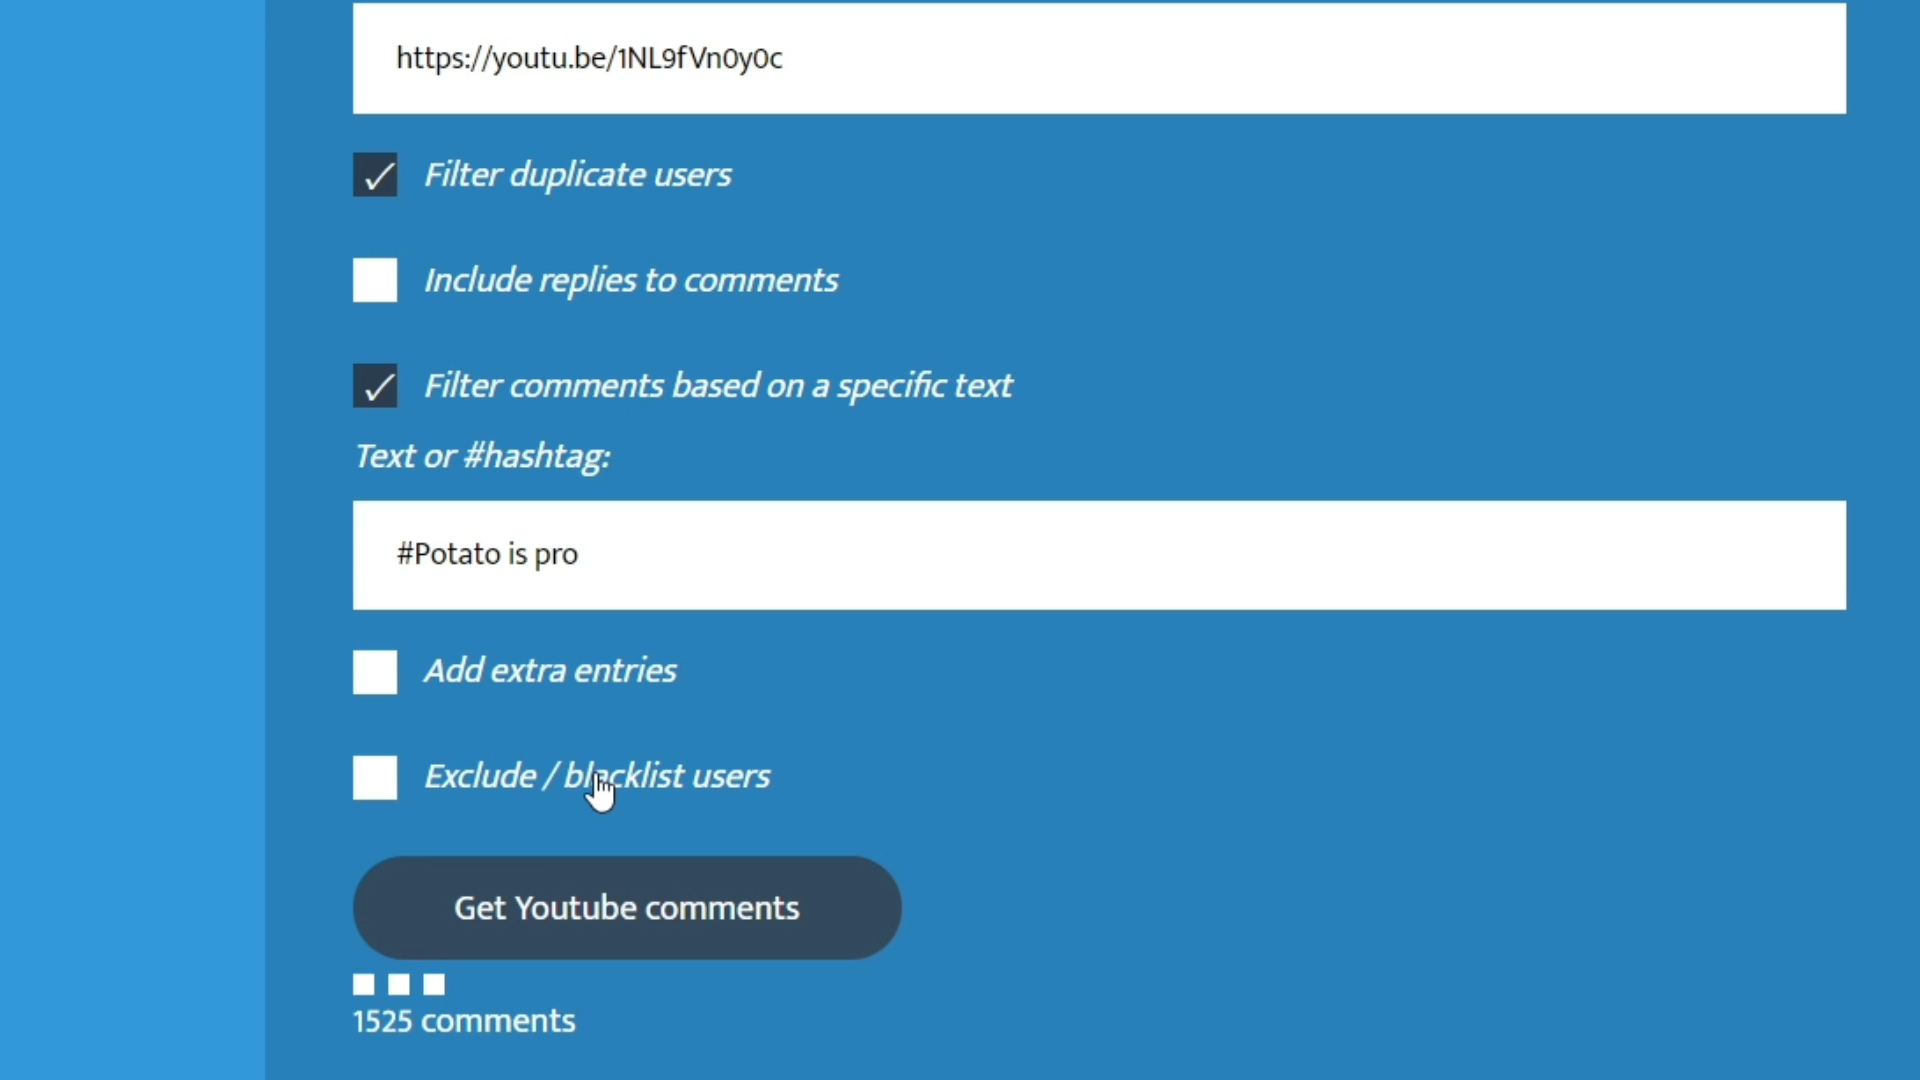 https://youtu.be/1NL9fVn0y0c
Filter duplicate users
Include replies to comments
Filter comments based on a specific text
Text or #hashtag:
#Potato is pro
Add extra entries
Exclude / blacklist users
Get Youtube comments
1525 comments